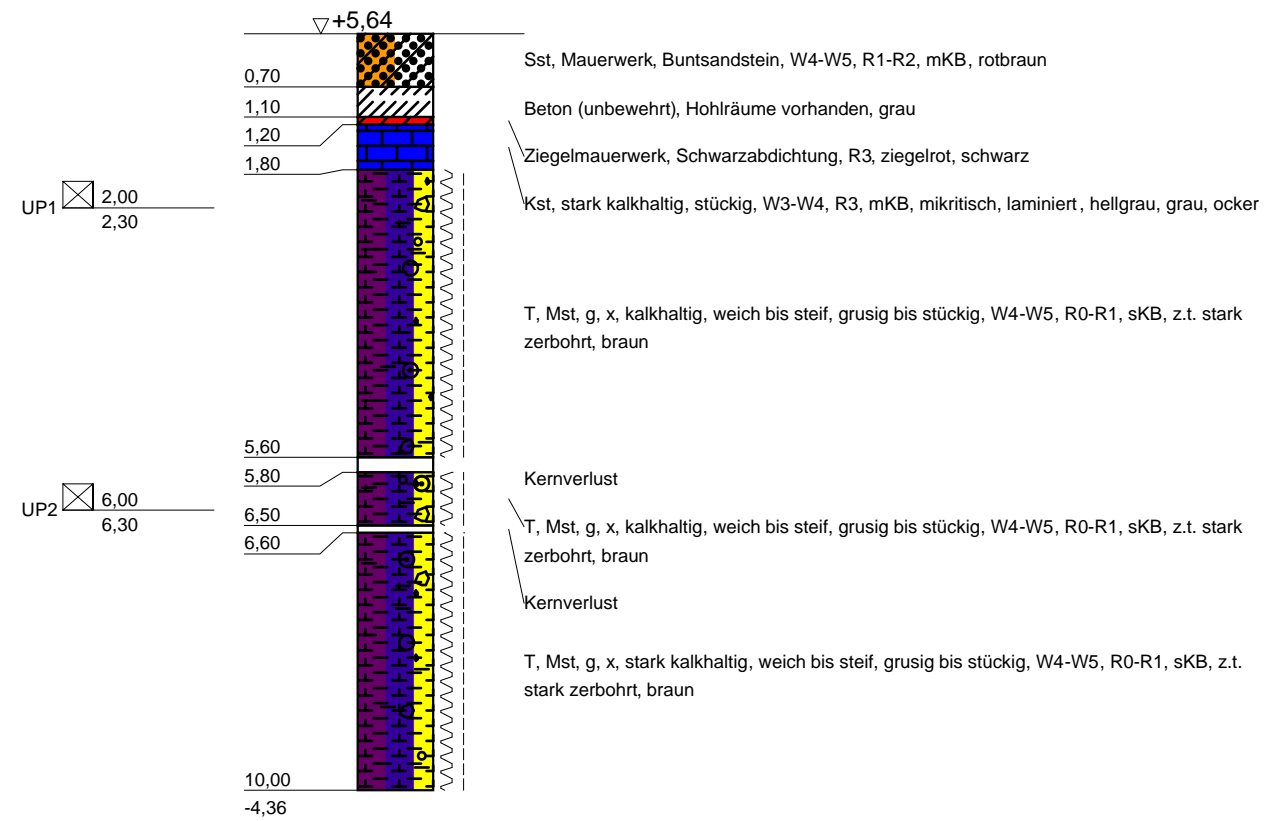 +5,64
Sst, Mauerwerk, Buntsandstein, W4-W5, R1-R2, mKB, rotbraun
0,70
1,10
Beton (unbewehrt), Hohlräume vorhanden, grau
1,20
Ziegelmauerwerk, Schwarzabdichtung, R3, ziegelrot, schwarz
1,80
UP1
2,00
2,30
Kst, stark kalkhaltig, stückig, W3-W4, R3, mKB, mikritisch, laminiert, hellgrau, grau, ocker
T, Mst, g, x, kalkhaltig, weich bis steif, grusig bis stückig, W4-W5, R0-R1, sKB, z.t. stark
zerbohrt, braun
5,60
5,80
Kernverlust
UP2
6,00
6,30
6,50
T, Mst, g, x, kalkhaltig, weich bis steif, grusig bis stückig, W4-W5, R0-R1, sKB, z.t. stark
zerbohrt, braun
6,60
Kernverlust
T, Mst, g, x, stark kalkhaltig, weich bis steif, grusig bis stückig, W4-W5, R0-R1, sKB, z.t.
stark zerbohrt, braun
10,00
-4,36